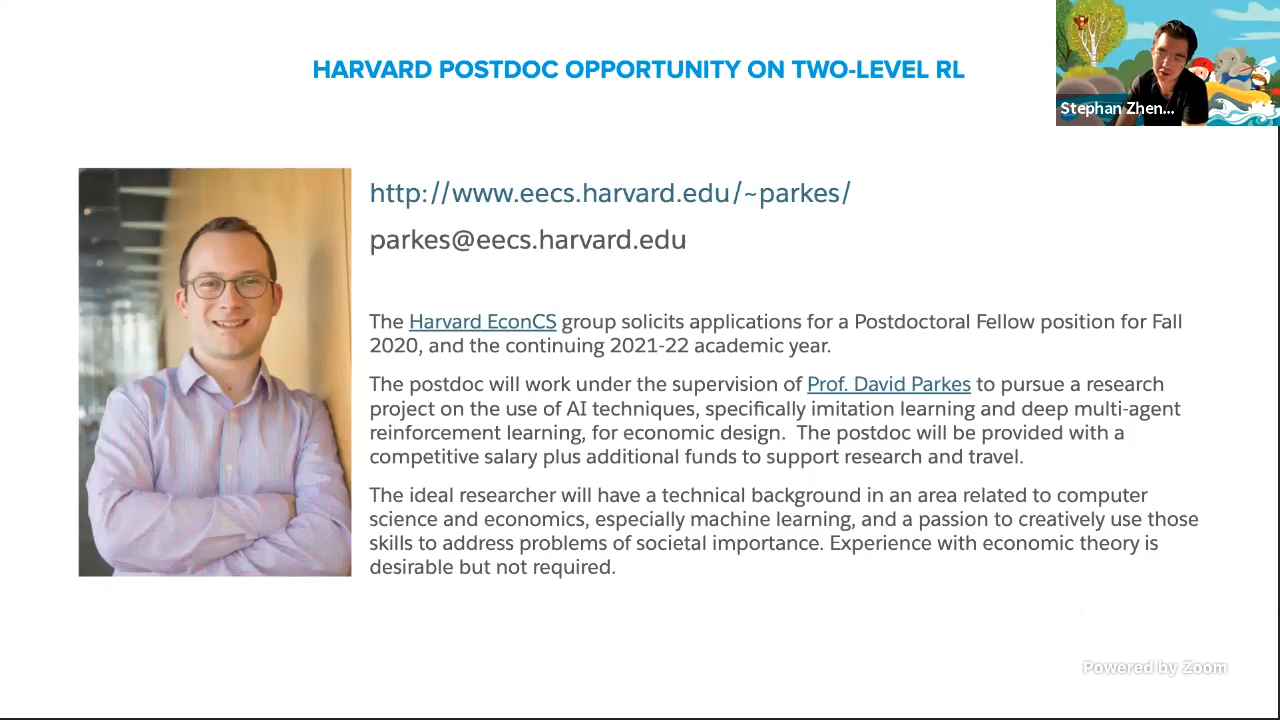 HARVARD POSTDOC OPPORTUNITY ON TWO-LEVEL RL
Stephan Zhen...
http://www.eecs.harvard.edu/~parkes/
parkes@eecs.harvard.edu
The Harvard EconCS group solicits applications for a Postdoctoral Fellow position for Fall
2020, and the continuing 2021-22 academic year.
The postdoc will work under the supervision of Prof. David Parkes to pursue a research
project on the use of AI techniques, specifically imitation learning and deep multi-agent
reinforcement learning, for economic design.  The postdoc will be provided with a
competitive salary plus additional funds to support research and travel.
The ideal researcher will have a technical background in an area related to computer
science and economics, especially machine learning, and a passion to creatively use those
skills to address problems of societal importance. Experience with economic theory is
desirable but not required.
Powered by Zoom